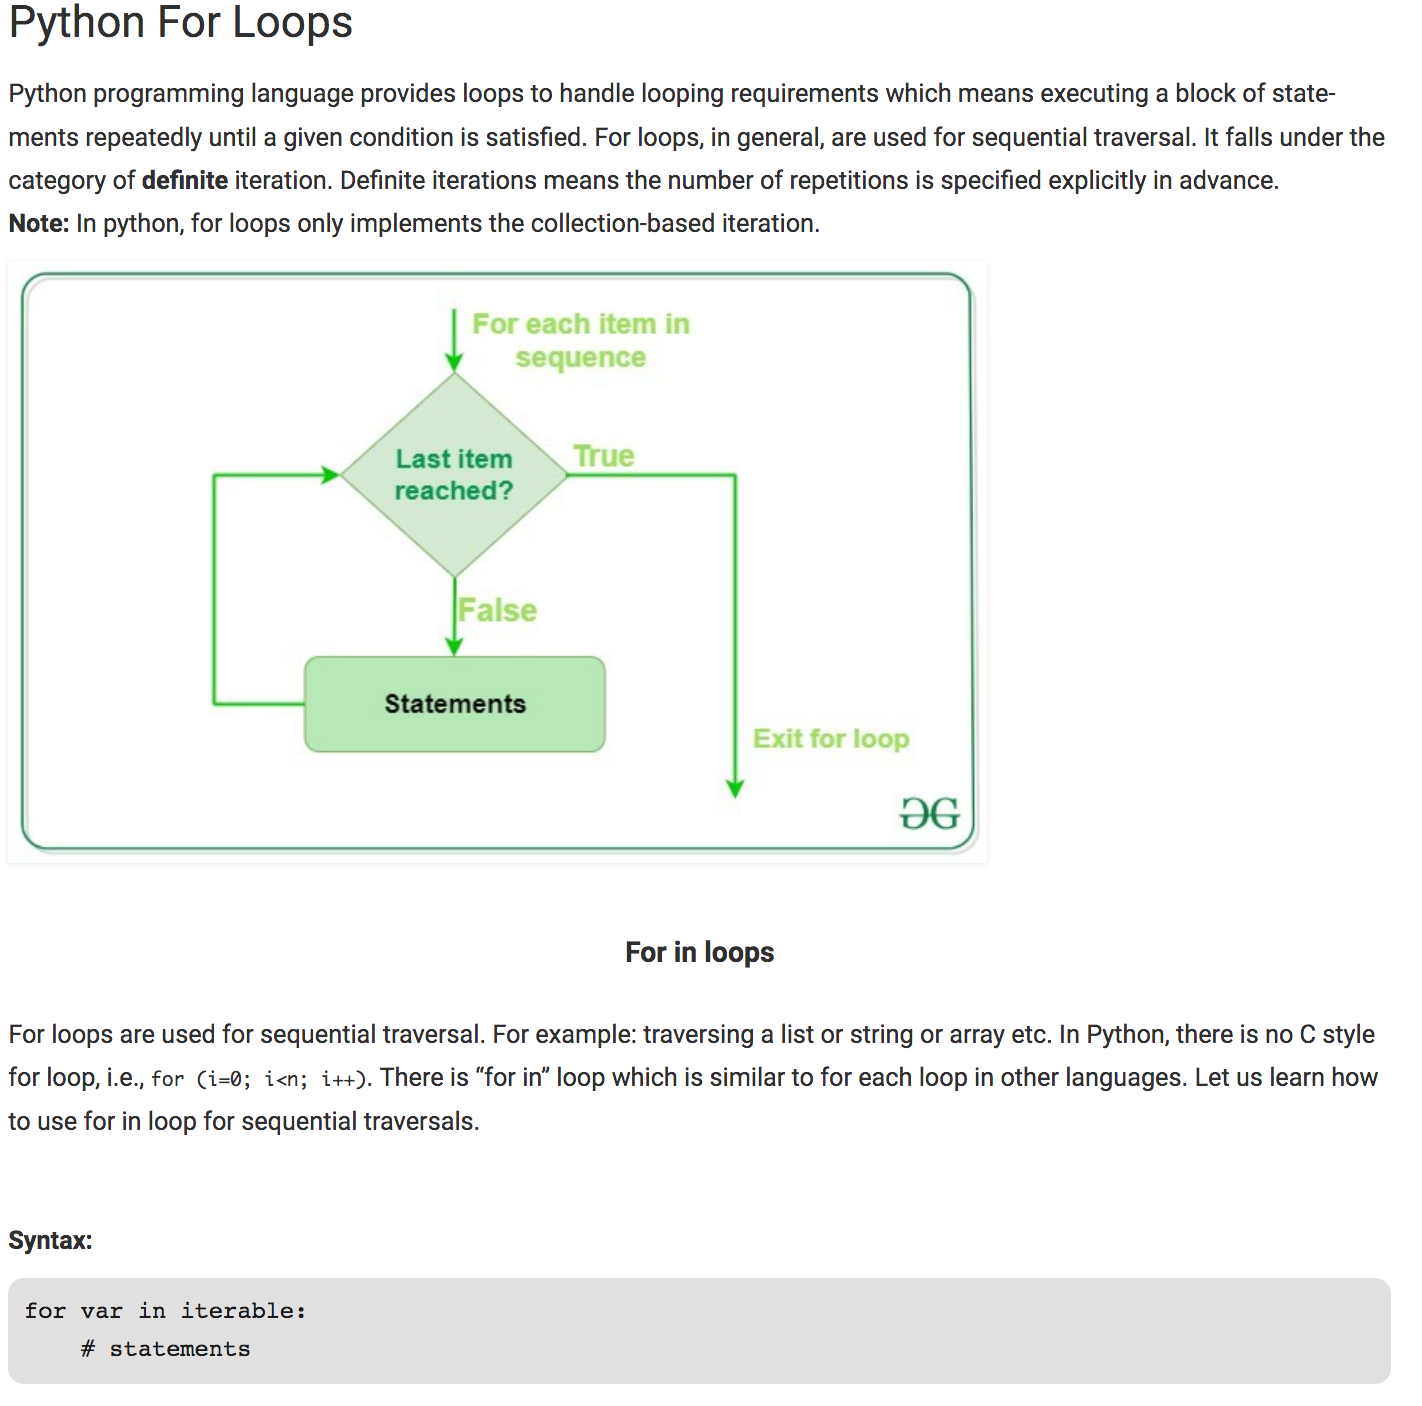 Python For Loops
Python programming language provides loops to handle looping requirements which means executing a block of state-
ments repeatedly until a given condition is satisfied. For loops, in general, are used for sequential traversal. It falls under the
category of definite iteration. Definite iterations means the number of repetitions is specified explicitly in advance.
Note: In python, for loops only implements the collection-based iteration.
For each item in
sequence
Last item
reached?
True
False
Statements
Exit for loop
For in loops
For loops are used for sequential traversal. For example: traversing a list or string or array etc. In Python, there is no C style
for loop, i.e., for (i=0; i<n; i++). There is “for in” loop which is similar to for each loop in other languages. Let us learn how
to use for in loop for sequential traversals.
Syntax:
for var in iterable:
    # statements